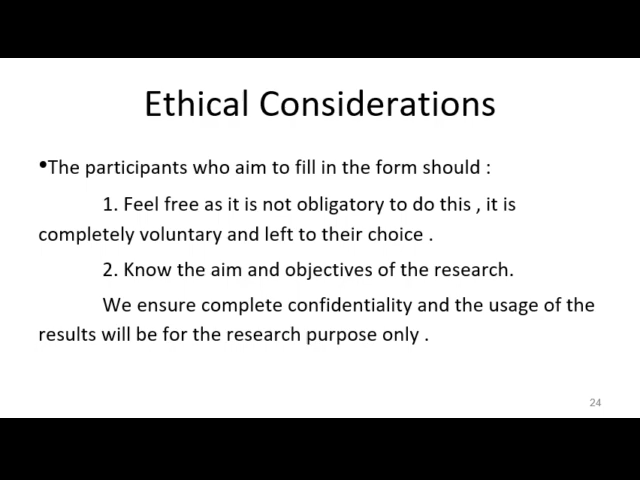 Ethical Considerations
•The participants who aim to fill in the form should :
1. Feel free as it is not obligatory to do this , it is
completely voluntary and left to their choice .
2. Know the aim and objectives of the research.
We ensure complete confidentiality and the usage of the
results will be for the research purpose only .
24